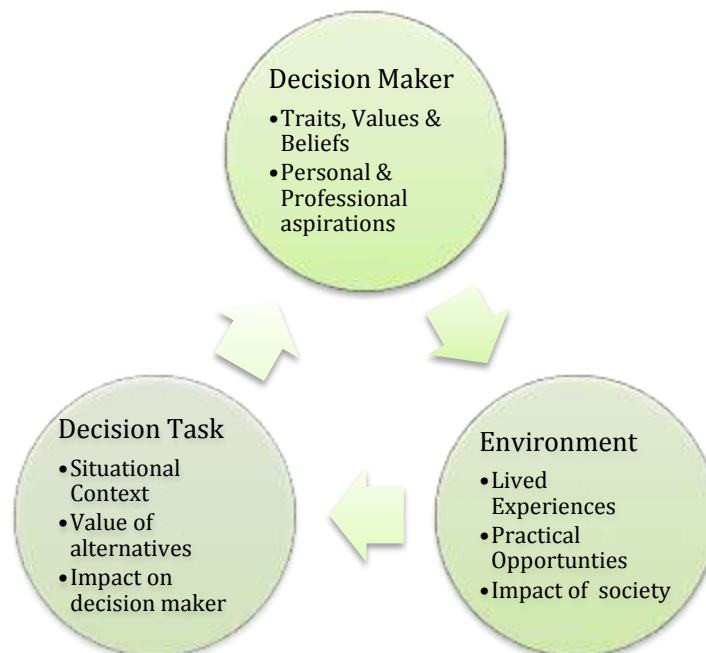 Decision Maker
•Traits, Values &
Beliefs
•Personal &
Professional
aspirations
Decision Task
•Situational
Context
•Value of
alternatives
•Impact on
decision maker
Environment
•Lived
Experiences
•Practical
Opportunties
•Impact of society